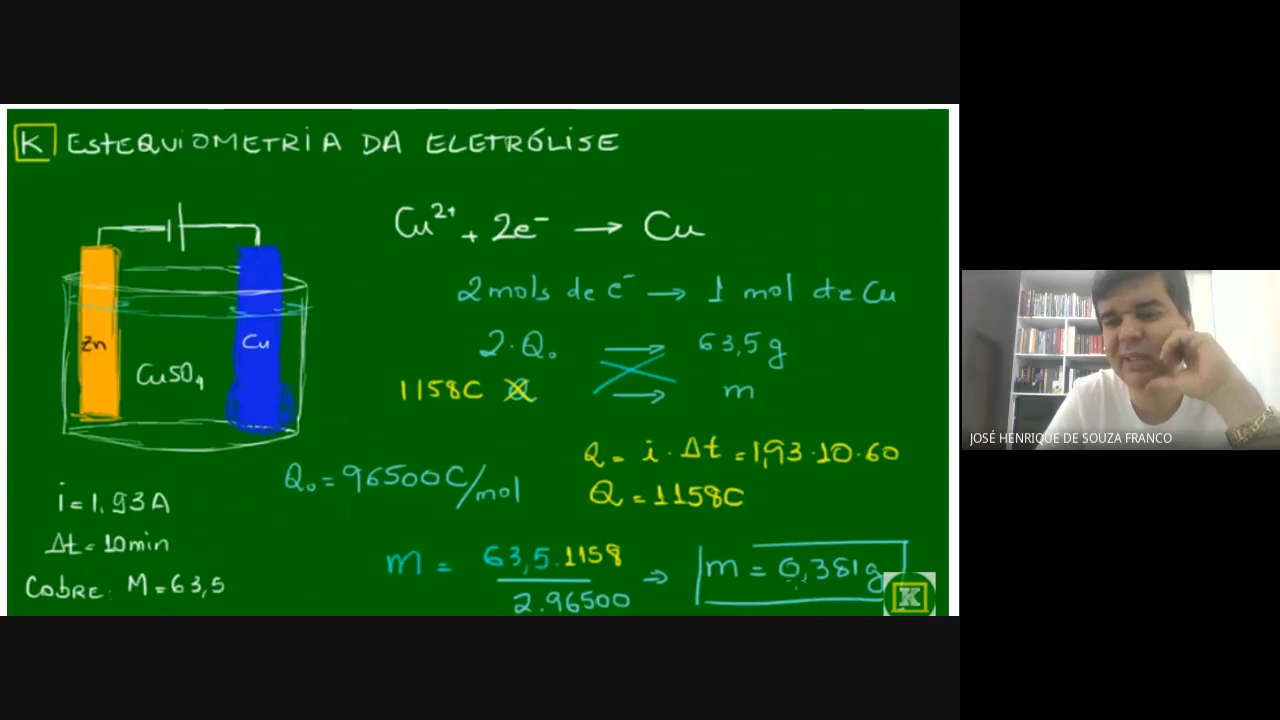 K ESTEQUIOMETRIA DA ELETRÓLISE
Cu²⁺ + 2e⁻ → Cu
2 mols de e⁻ → 1 mol de Cu
2·Q₀ → 63,5g
1158C Q → m
Zn
CuSO₄
Cu
Q = i · Δt = 1,93·10·60
Q₀ = 96500C/mol
Q = 1158C
i = 1,93A
Δt = 10min
Cobre: M = 63,5
m = 63,5.1158
2.96500
⇒ m = 0,381g
K
JOSÉ HENRIQUE DE SOUZA FRANCO